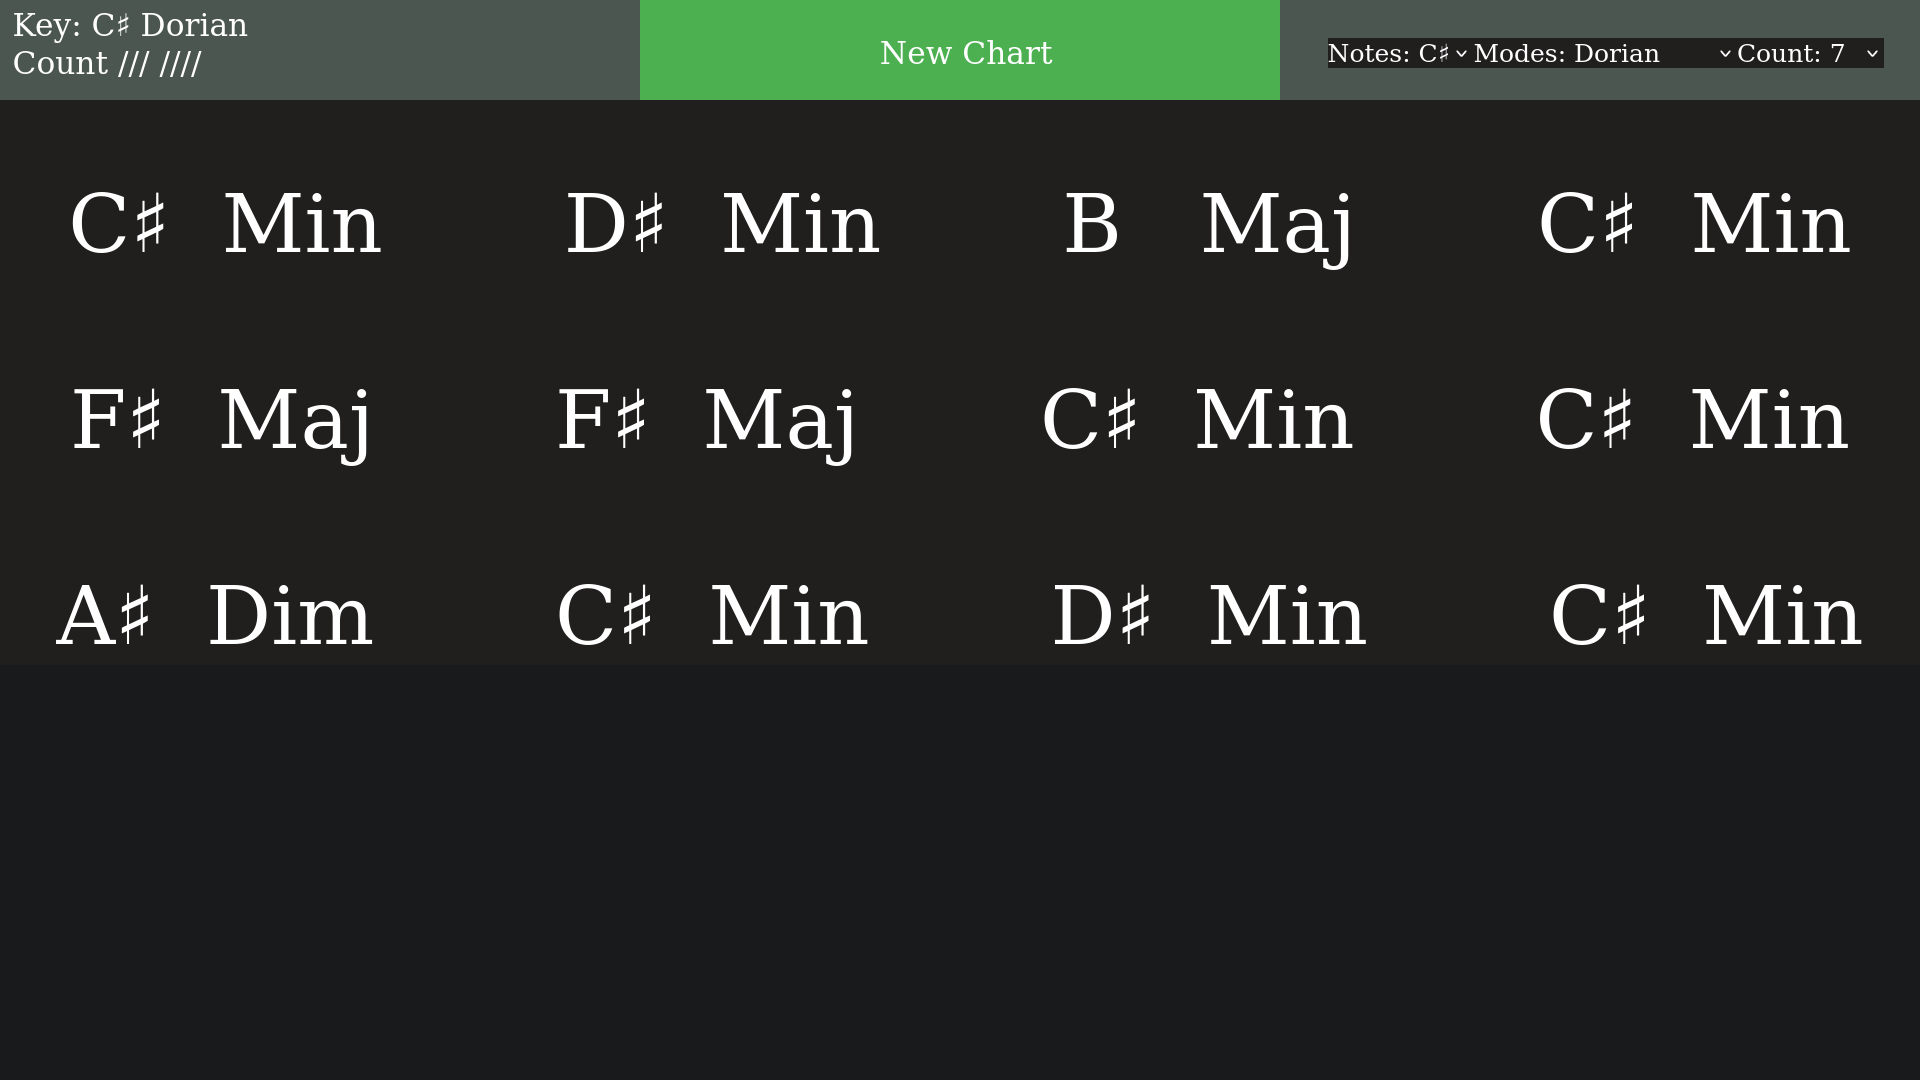 Key: C♯ Dorian
Count /// ////
New Chart
Notes: C♯ Modes: Dorian Count: 7
C♯ Min D♯ Min B Maj C♯ Min
F♯ Maj F♯ Maj C♯ Min C♯ Min
A♯ Dim C♯ Min D♯ Min C♯ Min